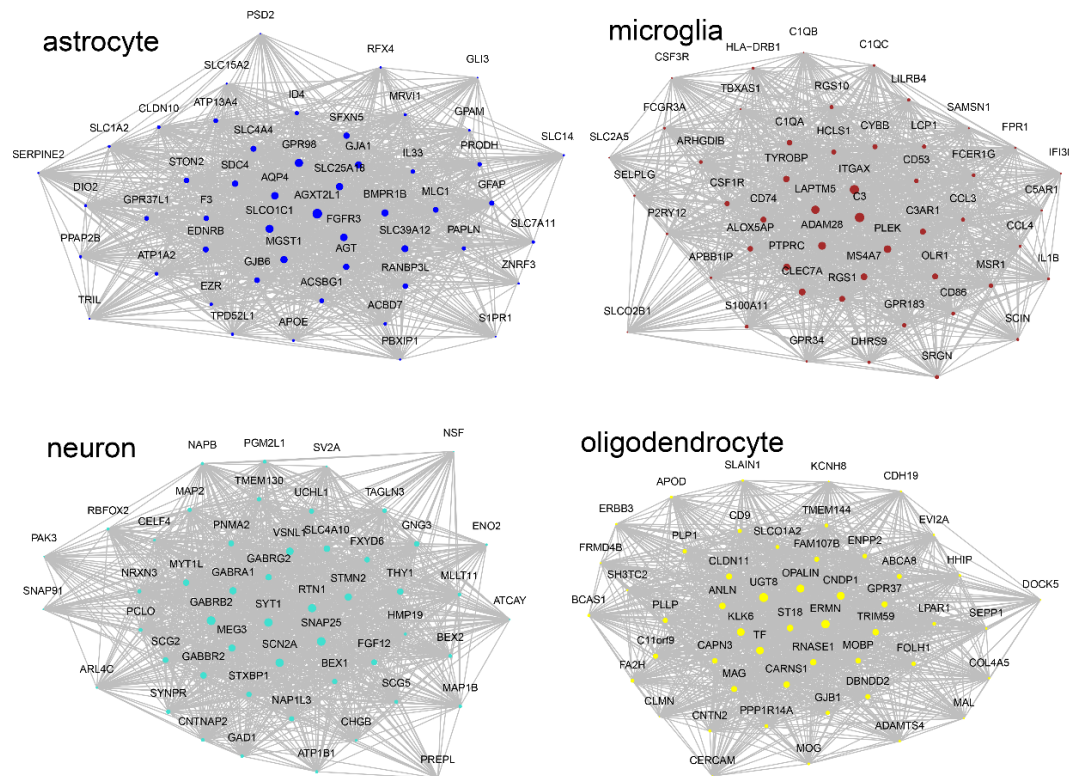 astrocyte
PSD2
RFX4
GLI3
SLC15A2
MRVI1
ID4
ATP13A4
CLDN10
GPAM
SFXN5
SLC1A2
SLC4A4
GJA1
PRODH
SLC14
GPR98
IL33
STON2
SDC4
SLC25A18
SERPINE2
AQP4
GFAP
DIO2
AGXT2L1
BMPR1B
MLC1
GPR37L1
F3
SLCO1C1
FGFR3
SLC7A11
PPAP2B
EDNRB
SLC39A12
PAPLN
MGST1
AGT
ATP1A2
GJB6
RANBP3L
ZNRF3
EZR
ACSBG1
TRIL
TPD52L1
APOE
ACBD7
S1PR1
PBXIP1
microglia
C1QB
HLA-DRB1
C1QC
CSF3R
LILRB4
RGS10
TBXAS1
FCGR3A
SAMSN1
C1QA
CYBB
LCP1
FPR1
SLC2A5
ARHGDIB
HCLS1
IFI30
TYROBP
CD53
FCER1G
SELPLG
ITGAX
CSF1R
LAPTM5
CCL3
C5AR1
CD74
C3
P2RY12
C3AR1
ALOX5AP
ADAM28
PLEK
CCL4
PTPRC
APBB1IP
MS4A7
OLR1
MSR1
IL1B
CLEC7A
RGS1
CD86
SLCO2B1
S100A11
GPR183
SCIN
GPR34
DHRS9
SRGN
neuron
NAPB
PGM2L1
SV2A
NSF
TMEM130
MAP2
UCHL1
TAGLN3
RBFOX2
CELF4
PNMA2
VSNL1
SLC4A10
GNG3
ENO2
PAK3
GABRG2
FXYD6
MYT1L
GABRA1
STMN2
THY1
MLLT11
NRXN3
RTN1
SNAP91
GABRB2
SYT1
HMP19
ATCAY
PCLO
MEG3
SNAP25
SCG2
SCN2A
FGF12
BEX2
GABBR2
ARL4C
STXBP1
BEX1
SCG5
MAP1B
SYNPR
NAP1L3
CNTNAP2
CHGB
GAD1
ATP1B1
PREPL
oligodendrocyte
SLAIN1
KCNH8
CDH19
APOD
TMEM144
ERBB3
CD9
SLCO1A2
EVI2A
PLP1
FAM107B
ENPP2
FRMD4B
CLDN11
OPALIN
ABCA8
HHIP
SH3TC2
UGT8
CNDP1
GPR37
DOCK5
BCAS1
ANLN
PLLP
ST18
ERMN
LPAR1
SEPP1
KLK6
TRIM59
C11orf9
TF
RNASE1
MOBP
FOLH1
CAPN3
FA2H
COL4A5
MAG
CARNS1
DBNDD2
CLMN
GJB1
MAL
CNTN2
PPP1R14A
ADAMTS4
MOG
CERCAM